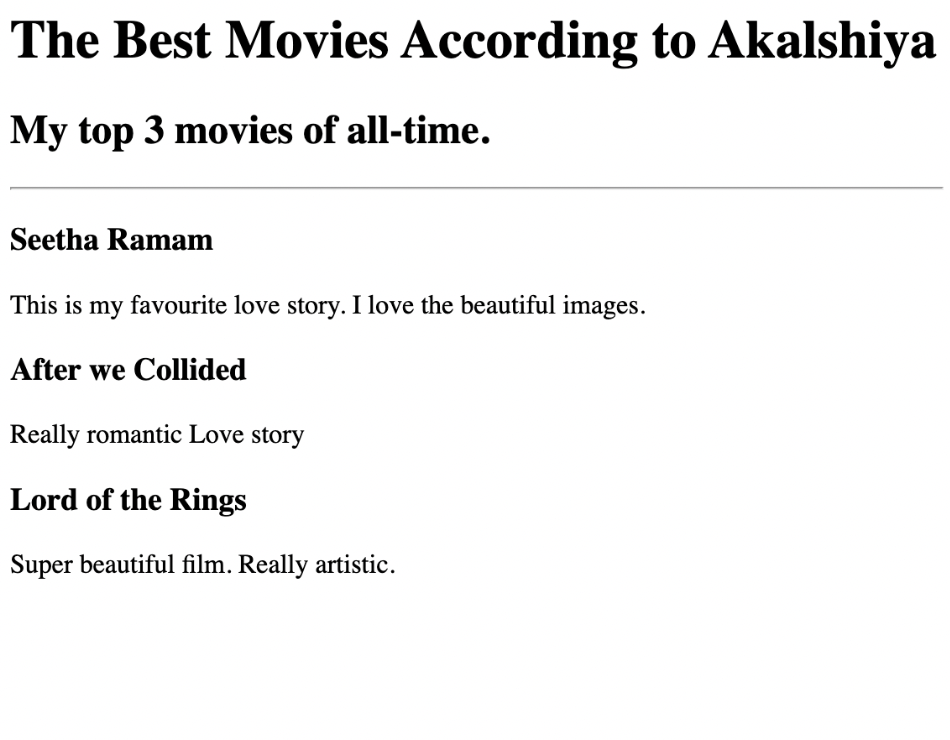 The Best Movies According to Akalshiya
My top 3 movies of all-time.
Seetha Ramam
This is my favourite love story. I love the beautiful images.
After we Collided
Really romantic Love story
Lord of the Rings
Super beautiful film. Really artistic.